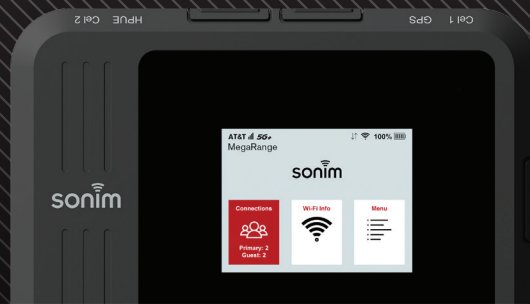 Cel 2 HPUE GPS Cel 1
AT&T 5G+ 100%
MegaRange
sonim
sonim
Connections Wi-Fi Info Menu
Primary: 2
Guest: 2